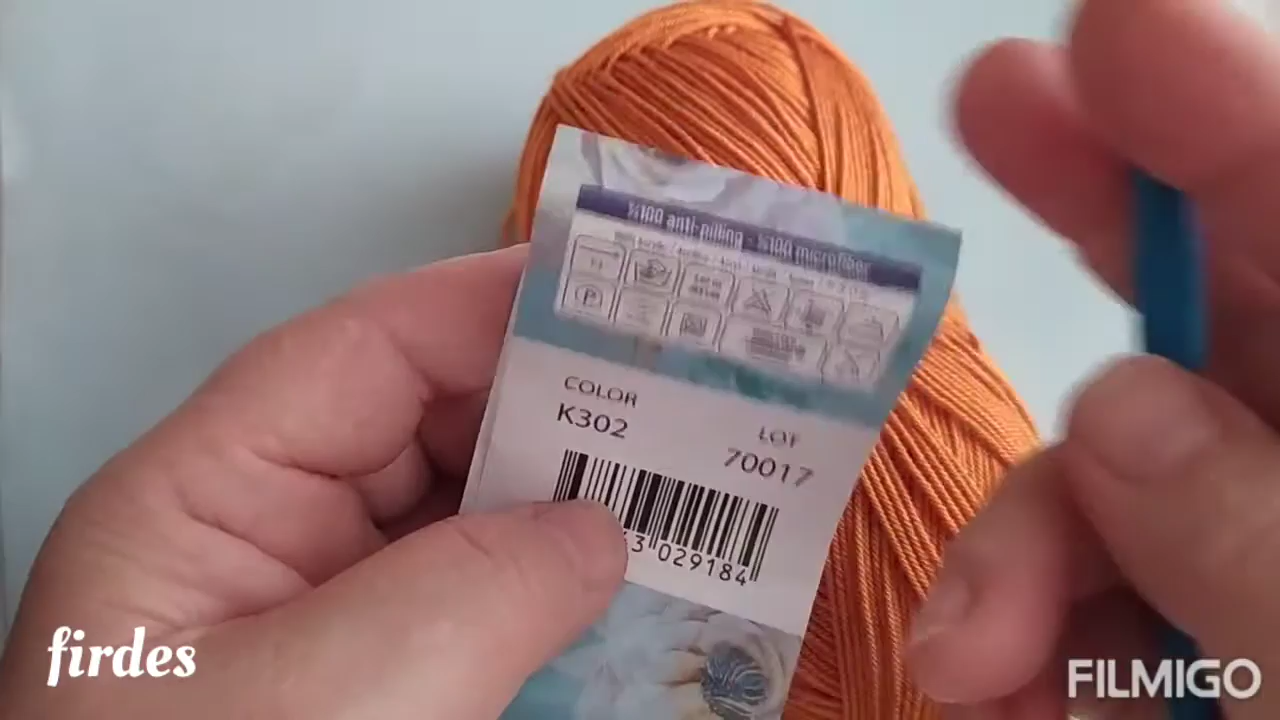 %100 anti-pilling - %100 microfiber
COLOR
K302
LOT
70017
3 029184
firdes
FILMIGO